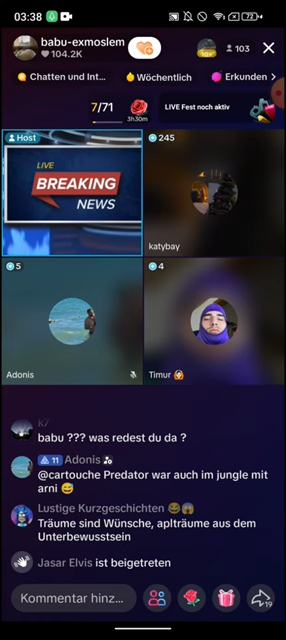 03:38
72
babu-exmoslem
104.2K
103
Chatten und Int...
Wöchentlich
Erkunden
7/71
3h30m
LIVE Fest noch aktiv
Host
245
LIVE
BREAKING
NEWS
katybay
5
4
Adonis
Timur
k7
babu ??? was redest du da ?
11 Adonis
@cartouche Predator war auch im jungle mit
arni 😅
Lustige Kurzgeschichten 😂😱
Träume sind Wünsche, aplträume aus dem
Unterbewusstsein
Jasar Elvis ist beigetreten
Kommentar hinz...
19